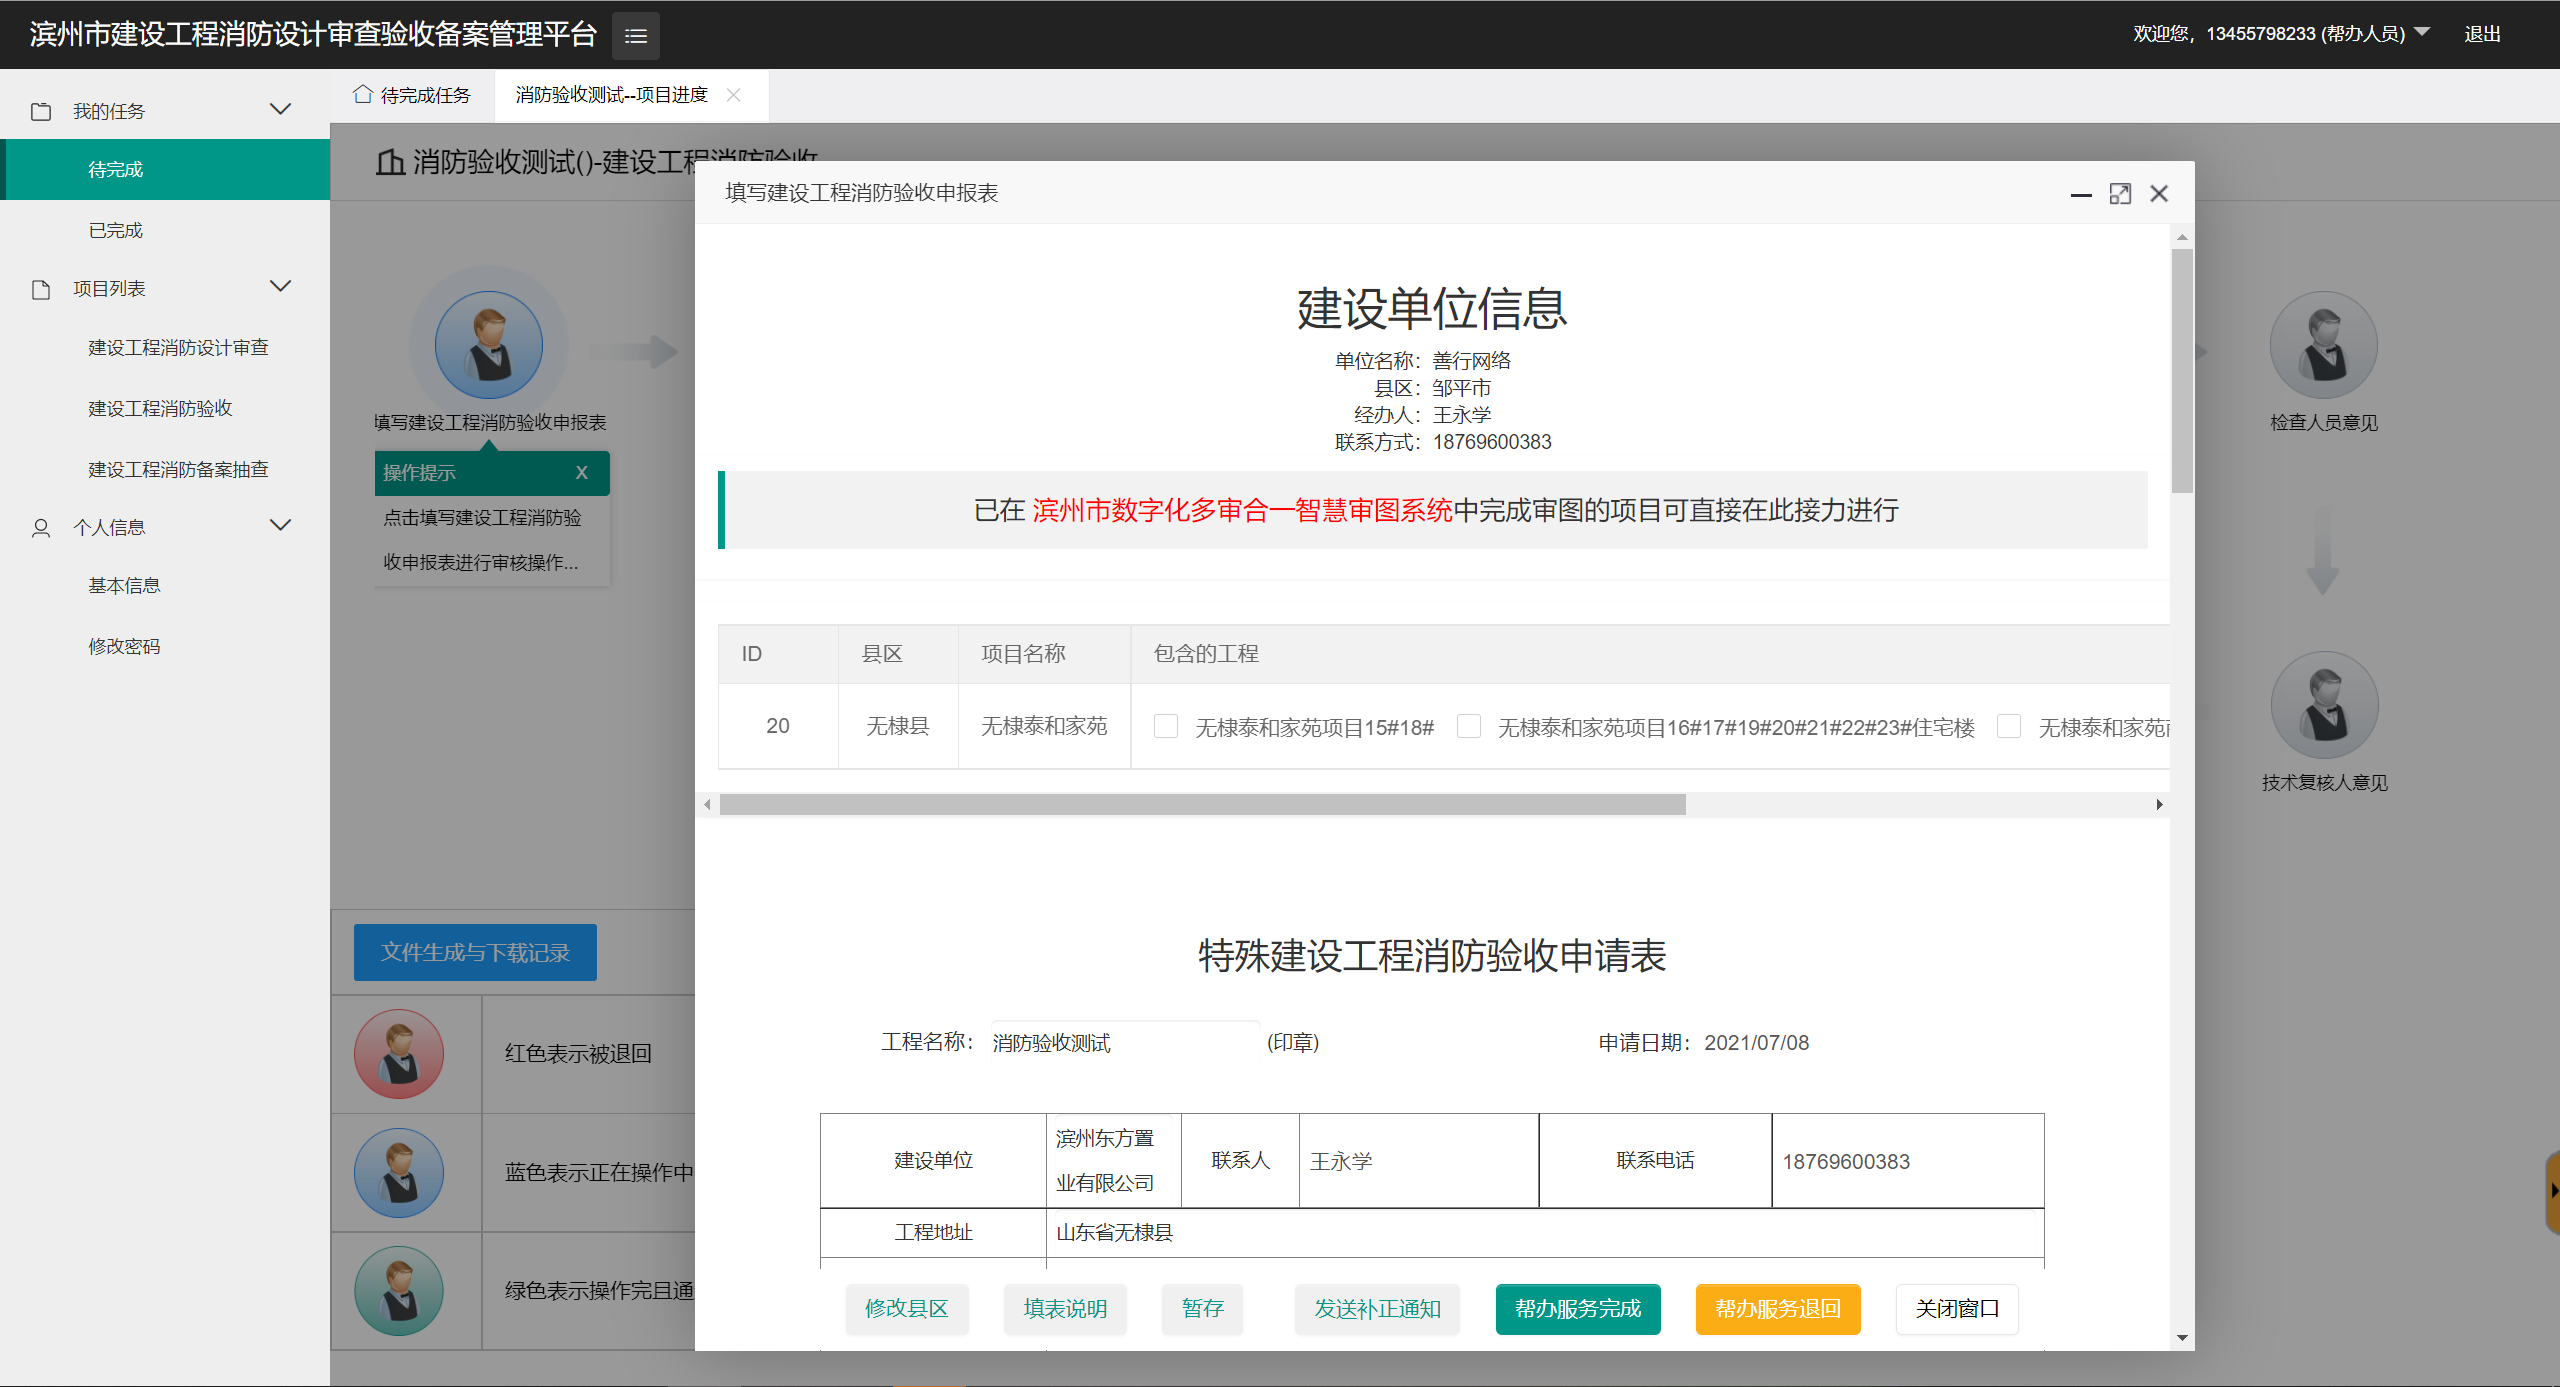 滨州市建设工程消防设计审查验收备案管理平台
欢迎您，13455798233 (帮办人员)
退出
我的任务
待完成
已完成
项目列表
建设工程消防设计审查
建设工程消防验收
建设工程消防备案抽查
个人信息
基本信息
修改密码
待完成任务
消防验收测试--项目进度
消防验收测试()-建设工程消防验收
填写建设工程消防验收申报表
操作提示 X
点击填写建设工程消防验
收申报表进行审核操作...
检查人员意见
技术复核人意见
文件生成与下载记录
红色表示被退回
蓝色表示正在操作中
绿色表示操作完且通
填写建设工程消防验收申报表
建设单位信息
单位名称：善行网络
县区：邹平市
经办人：王永学
联系方式：18769600383
已在 滨州市数字化多审合一智慧审图系统中完成审图的项目可直接在此接力进行
ID 县区 项目名称 包含的工程
20 无棣县 无棣泰和家苑 无棣泰和家苑项目15#18# 无棣泰和家苑项目16#17#19#20#21#22#23#住宅楼 无棣泰和家苑
特殊建设工程消防验收申请表
工程名称： 消防验收测试 (印章) 申请日期：2021/07/08
建设单位 滨州东方置
业有限公司 联系人 王永学 联系电话 18769600383
工程地址 山东省无棣县
修改县区 填表说明 暂存 发送补正通知 帮办服务完成 帮办服务退回 关闭窗口